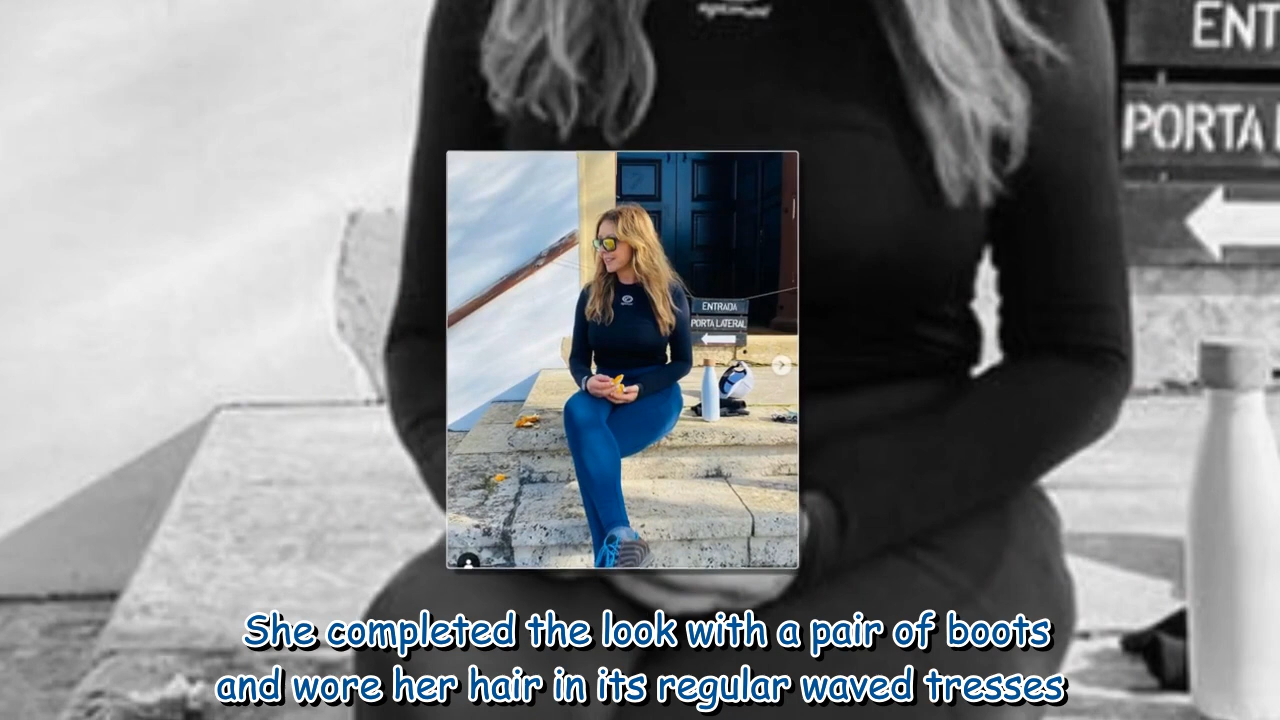 ENT
PORTA
ENTRADA
PORTA LATERAL
She completed the look with a pair of boots
and wore her hair in its regular waved tresses